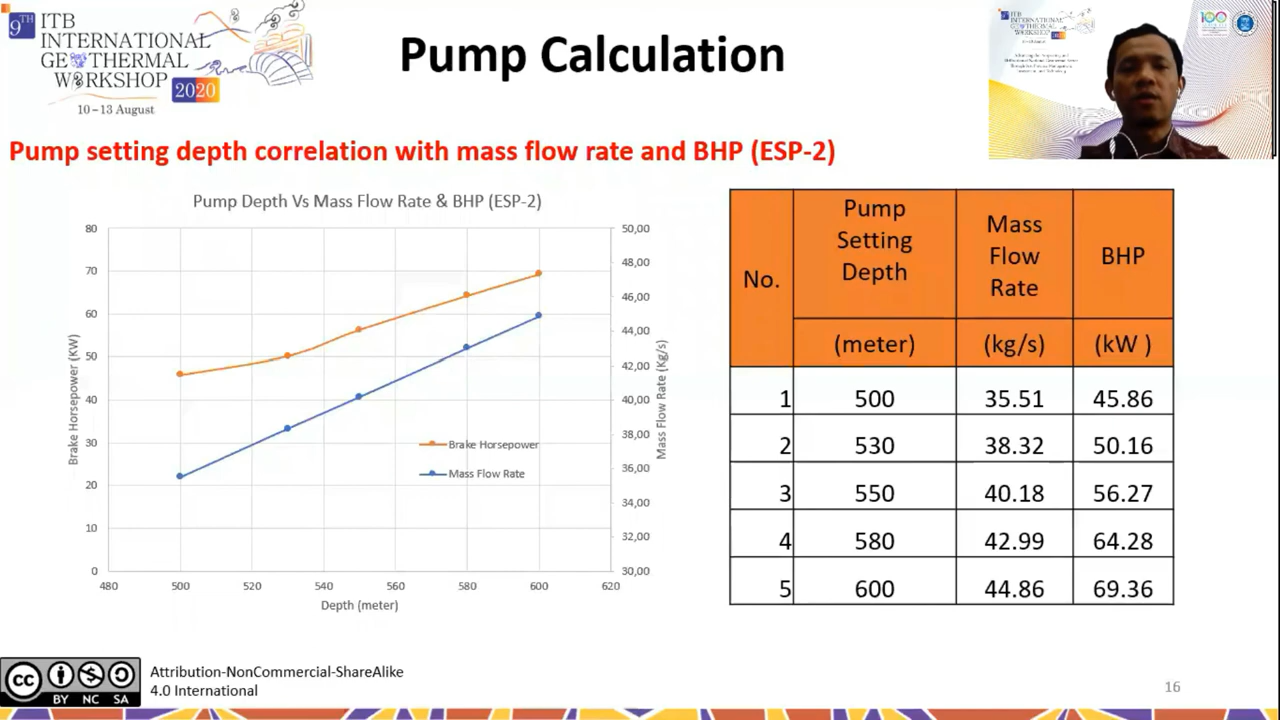 9TH ITB
INTERNATIONAL
GEOTHERMAL
WORKSHOP
2020
10 – 13 August
Pump Calculation
Pump setting depth correlation with mass flow rate and BHP (ESP-2)
Pump Depth Vs Mass Flow Rate & BHP (ESP-2)
80
70
60
50
40
30
20
10
0
Brake Horsepower (KW)
50,00
48,00
46,00
44,00
42,00
40,00
38,00
36,00
34,00
32,00
30,00
Mass Flow Rate (Kg/s)
Brake Horsepower
Mass Flow Rate
480 500 520 540 560 580 600 620
Depth (meter)
No. Pump Setting Depth Mass Flow Rate BHP
(meter) (kg/s) (kW )
1 500 35.51 45.86
2 530 38.32 50.16
3 550 40.18 56.27
4 580 42.99 64.28
5 600 44.86 69.36
cc BY NC SA
Attribution-NonCommercial-ShareAlike
4.0 International
16